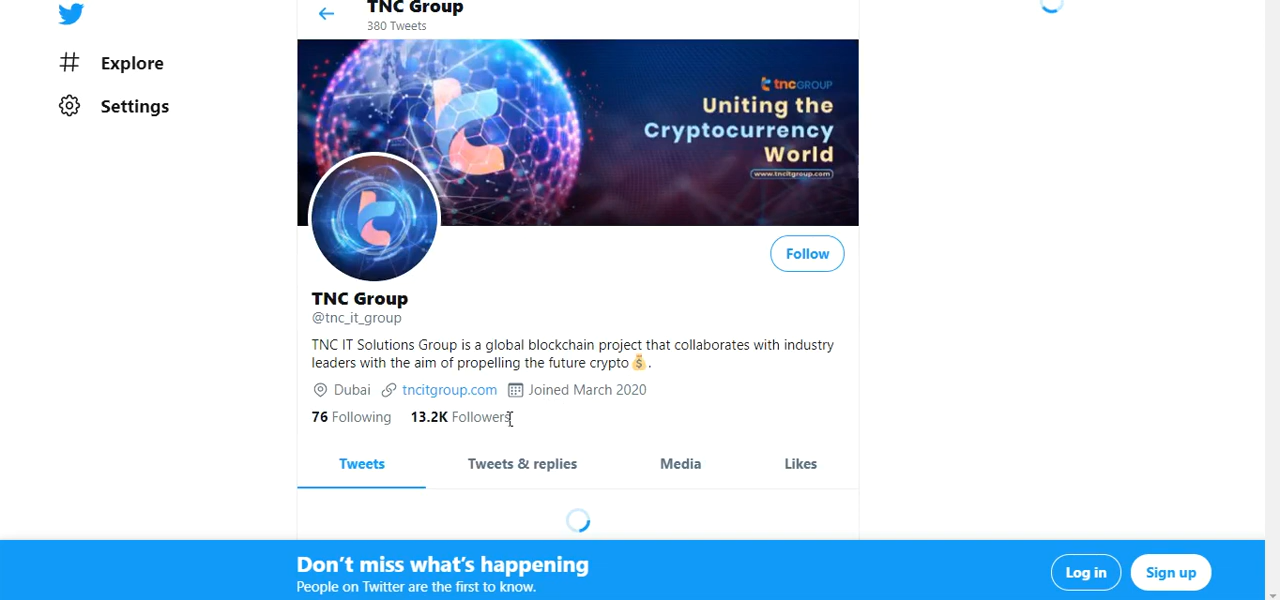 TNC Group
380 Tweets
Explore
Settings
tncGROUP
Uniting the
Cryptocurrency
World
www.tncitgroup.com
Follow
TNC Group
@tnc_it_group
TNC IT Solutions Group is a global blockchain project that collaborates with industry
leaders with the aim of propelling the future crypto💰.
Dubai tncitgroup.com Joined March 2020
76 Following 13.2K Followers
Tweets Tweets & replies Media Likes
Don’t miss what’s happening
People on Twitter are the first to know.
Log in Sign up